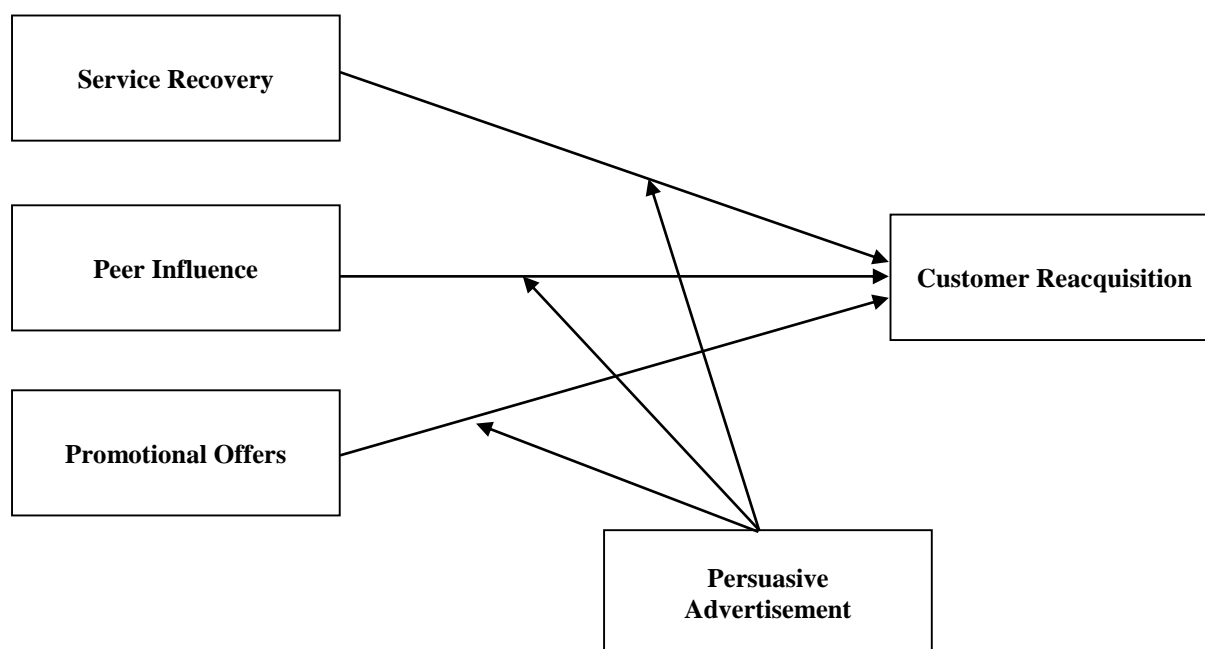 Service Recovery
Peer Influence
Customer Reacquisition
Promotional Offers
Persuasive
Advertisement